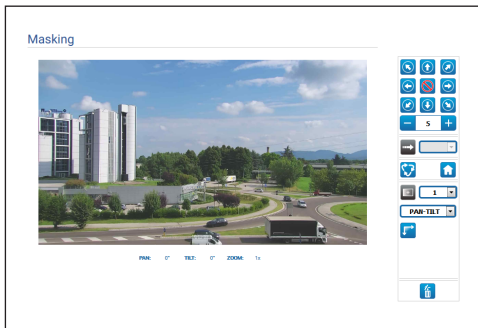 Masking
S
1
PAN-TILT
PAN: 0° TILT: 0° ZOOM: 1x